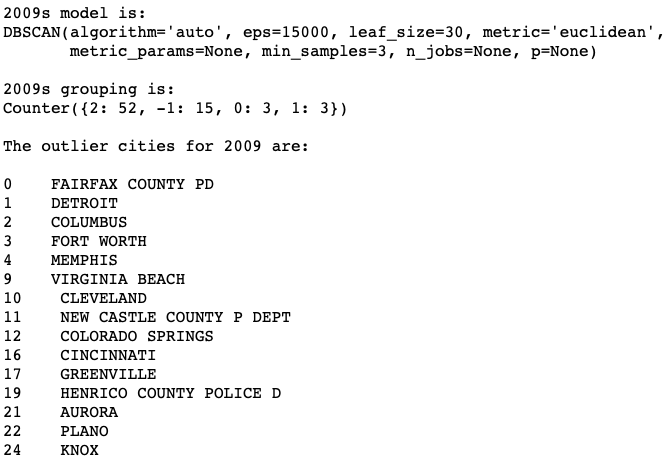 2009s model is:
DBSCAN(algorithm='auto', eps=15000, leaf_size=30, metric='euclidean',
       metric_params=None, min_samples=3, n_jobs=None, p=None)

2009s grouping is:
Counter({2: 52, -1: 15, 0: 3, 1: 3})

The outlier cities for 2009 are:

0    FAIRFAX COUNTY PD
1    DETROIT
2    COLUMBUS
3    FORT WORTH
4    MEMPHIS
9    VIRGINIA BEACH
10    CLEVELAND
11    NEW CASTLE COUNTY P DEPT
12    COLORADO SPRINGS
16    CINCINNATI
17    GREENVILLE
19    HENRICO COUNTY POLICE D
21    AURORA
22    PLANO
24    KNOX